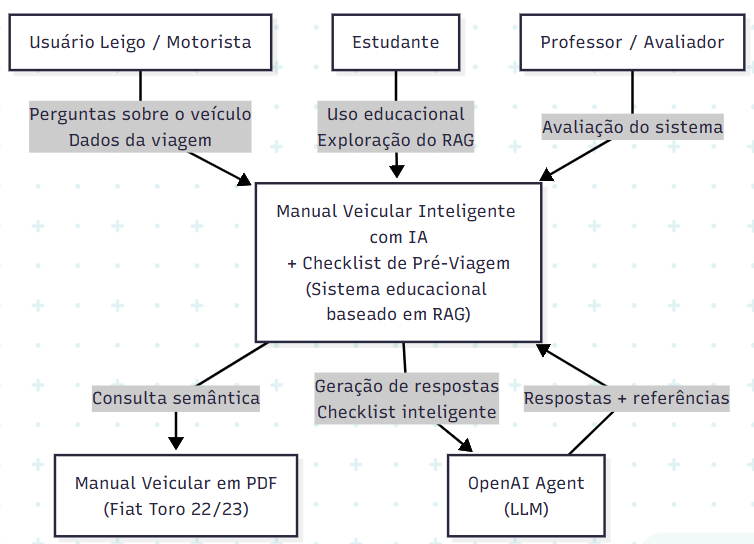 Usuário Leigo / Motorista
Estudante
Professor / Avaliador
Perguntas sobre o veículo
Dados da viagem
Uso educacional
Exploração do RAG
Avaliação do sistema
Manual Veicular Inteligente
com IA
+ Checklist de Pré-Viagem
(Sistema educacional
baseado em RAG)
Consulta semântica
Geração de respostas
Checklist inteligente
Respostas + referências
Manual Veicular em PDF
(Fiat Toro 22/23)
OpenAI Agent
(LLM)